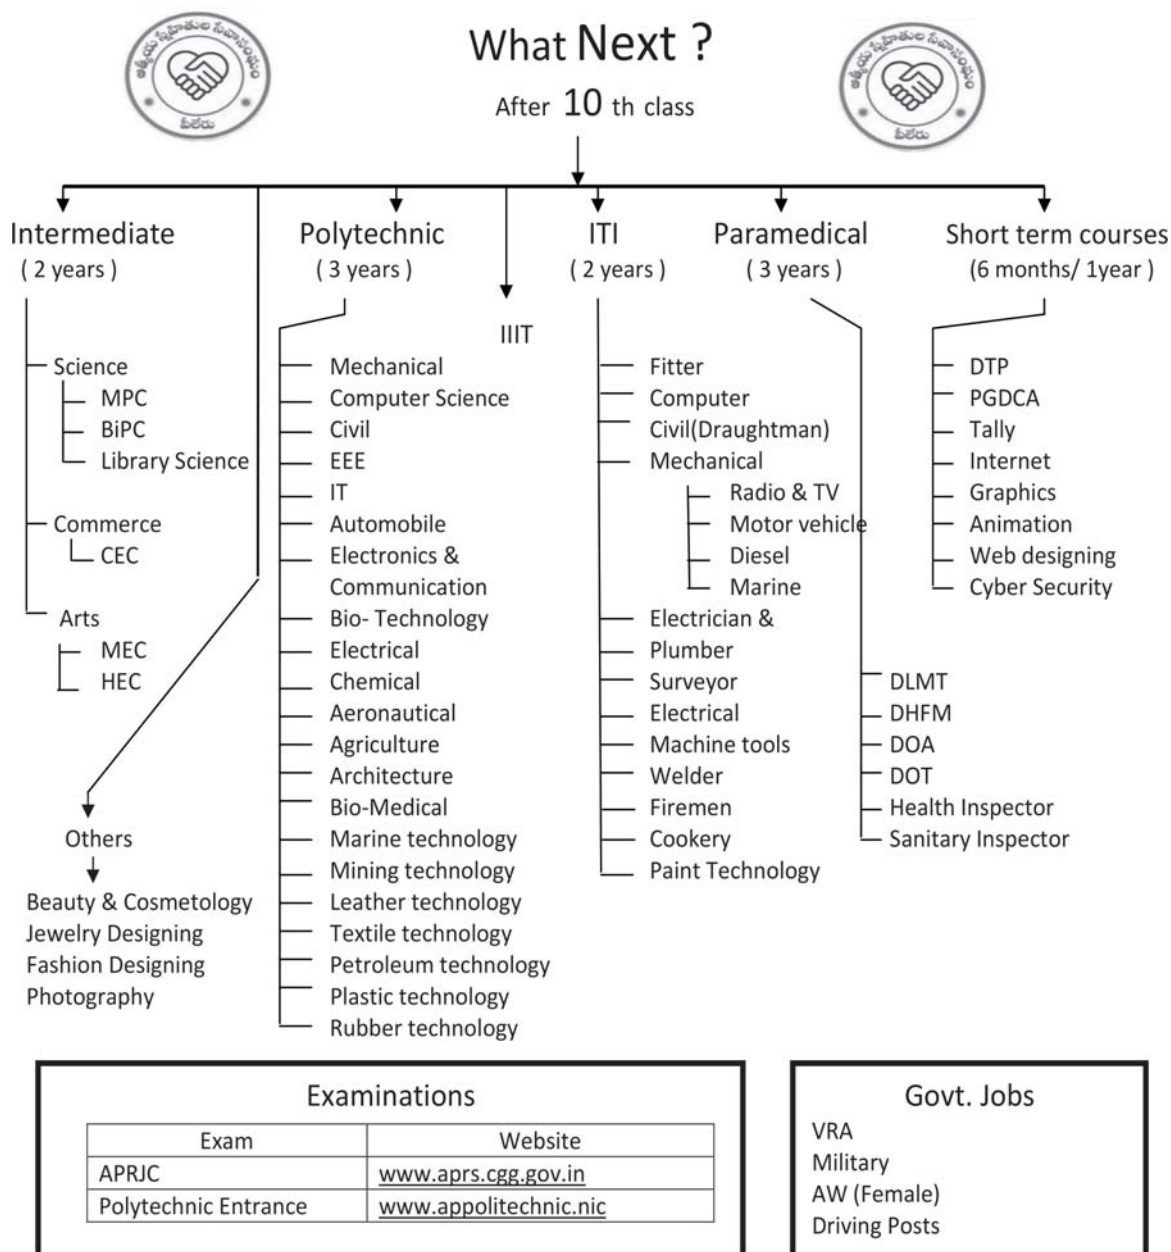 ఆత్మీయ స్నేహితుల సేవాసంఘం
పీలేరు
What Next ?
After 10 th class
ఆత్మీయ స్నేహితుల సేవాసంఘం
పీలేరు
Intermediate
( 2 years )
Science
MPC
BiPC
Library Science
Commerce
CEC
Arts
MEC
HEC
Others
Beauty & Cosmetology
Jewelry Designing
Fashion Designing
Photography
Polytechnic
( 3 years )
Mechanical
Computer Science
Civil
EEE
IT
Automobile
Electronics &
Communication
Bio- Technology
Electrical
Chemical
Aeronautical
Agriculture
Architecture
Bio-Medical
Marine technology
Mining technology
Leather technology
Textile technology
Petroleum technology
Plastic technology
Rubber technology
IIIT
ITI
( 2 years )
Fitter
Computer
Civil(Draughtman)
Mechanical
Radio & TV
Motor vehicle
Diesel
Marine
Electrician &
Plumber
Surveyor
Electrical
Machine tools
Welder
Firemen
Cookery
Paint Technology
Paramedical
( 3 years )
DLMT
DHFM
DOA
DOT
Health Inspector
Sanitary Inspector
Short term courses
(6 months/ 1year )
DTP
PGDCA
Tally
Internet
Graphics
Animation
Web designing
Cyber Security
Examinations
Exam Website
APRJC www.aprs.cgg.gov.in
Polytechnic Entrance www.appolitechnic.nic
Govt. Jobs
VRA
Military
AW (Female)
Driving Posts